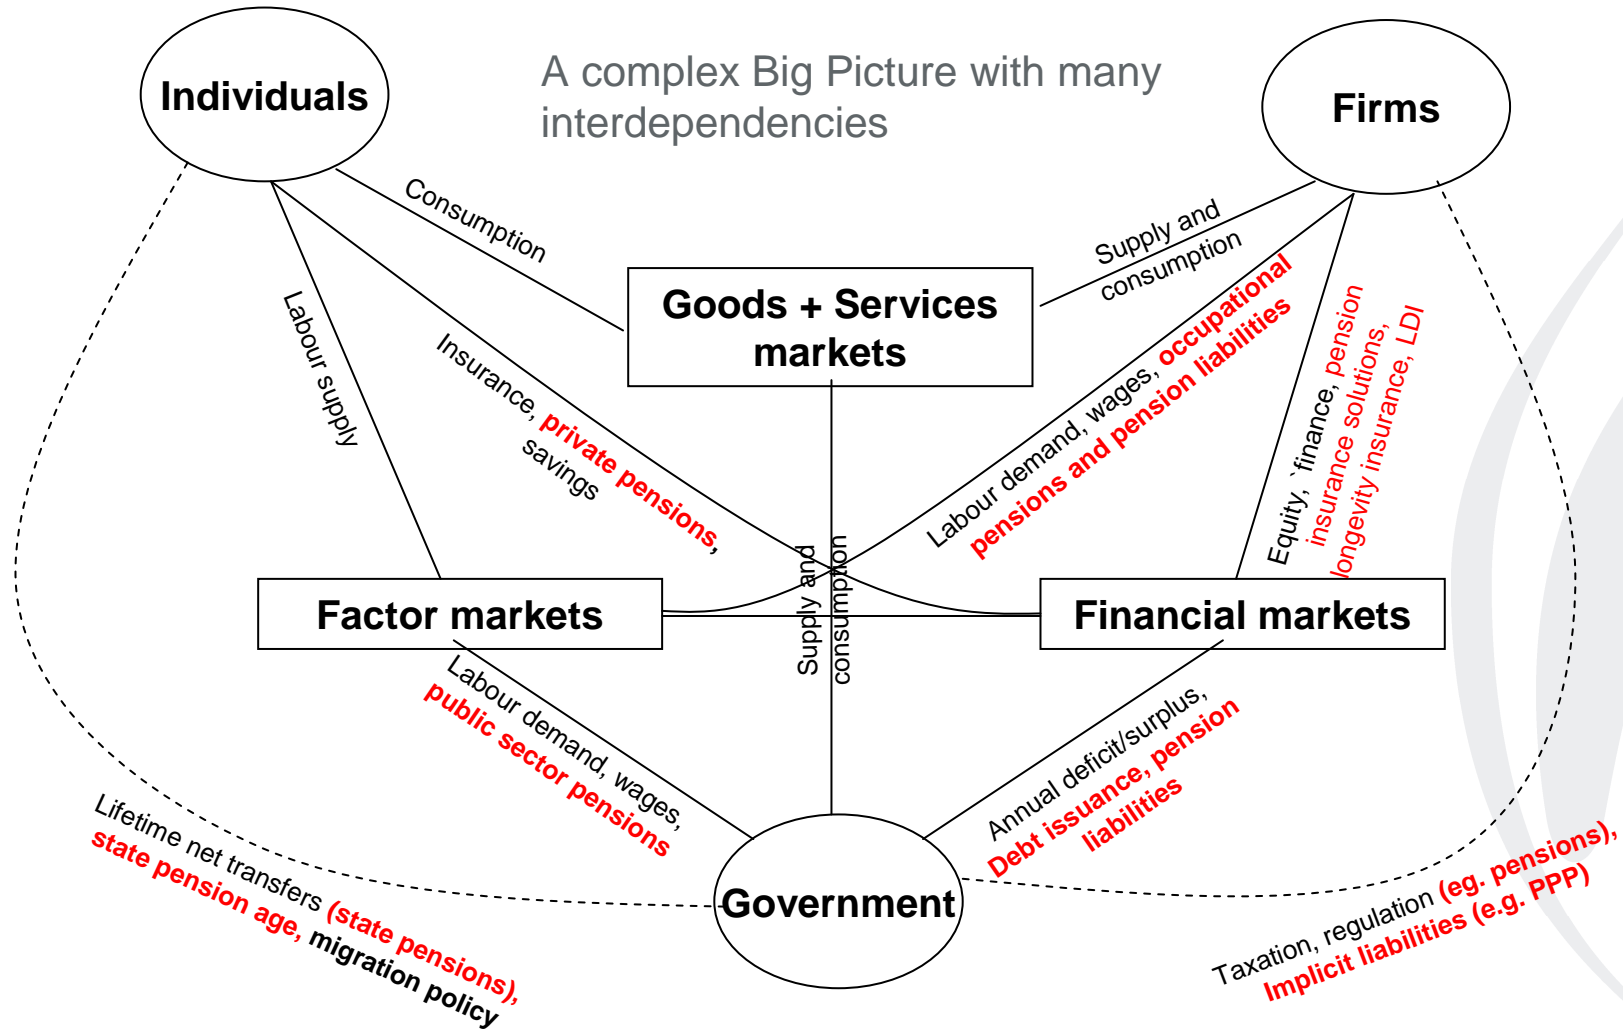 A complex Big Picture with many
interdependencies
Individuals
Firms
Consumption
Supply and
consumption
Goods + Services
markets
Labour supply
Insurance, private pensions,
savings
Labour demand, wages, occupational
pensions and pension liabilities
Equity, `finance, pension
insurance solutions,
longevity insurance, LDI
Supply and
consumption
Factor markets
Financial markets
Labour demand, wages,
public sector pensions
Annual deficit/surplus,
Debt issuance, pension
liabilities
Government
Lifetime net transfers (state pensions),
state pension age, migration policy
Taxation, regulation (eg. pensions),
Implicit liabilities (e.g. PPP)